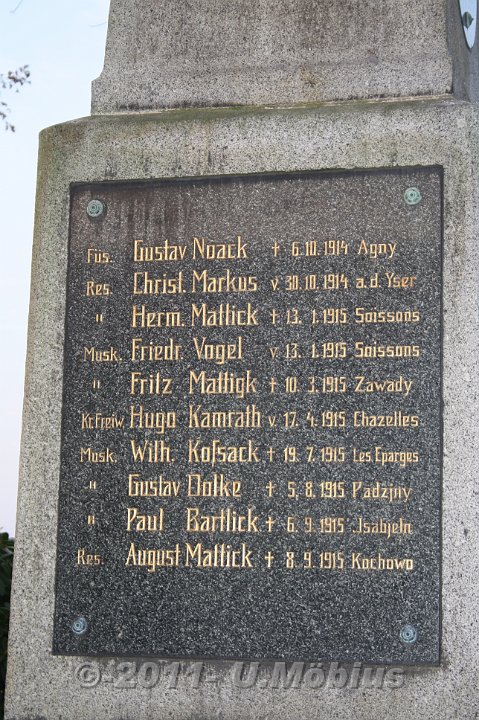 Füs. Gustav Noack † 6.10.1914 Agny
Res. Christ. Markus v. 30.10.1914 a.d. Yser
" Herm. Mattick † 13. 1.1915 Soissons
Musk. Friedr. Vogel v. 13. 1.1915 Soissons
" Fritz Mattigk † 10. 3.1915 Zawady
Kr.Freiw. Hugo Kamrath v. 17. 4.1915 Chazelles.
Musk. Wilh. Kossack † 19. 7.1915 Les Eparges
" Gustav Dolke † 5. 8.1915 Padzjny
" Paul Bartlick † 6. 9.1915 Jsabjeln
Res. August Mattick † 8. 9.1915 Kochowo
© 2011- U.Möbius